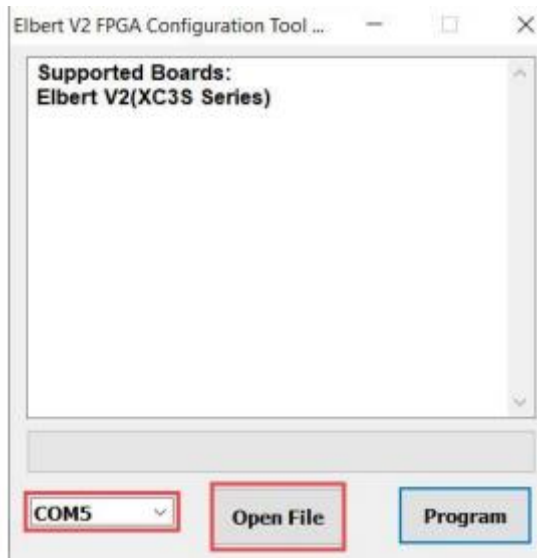 Elbert V2 FPGA Configuration Tool ...
Supported Boards:
Elbert V2(XC3S Series)
COM5
Open File
Program